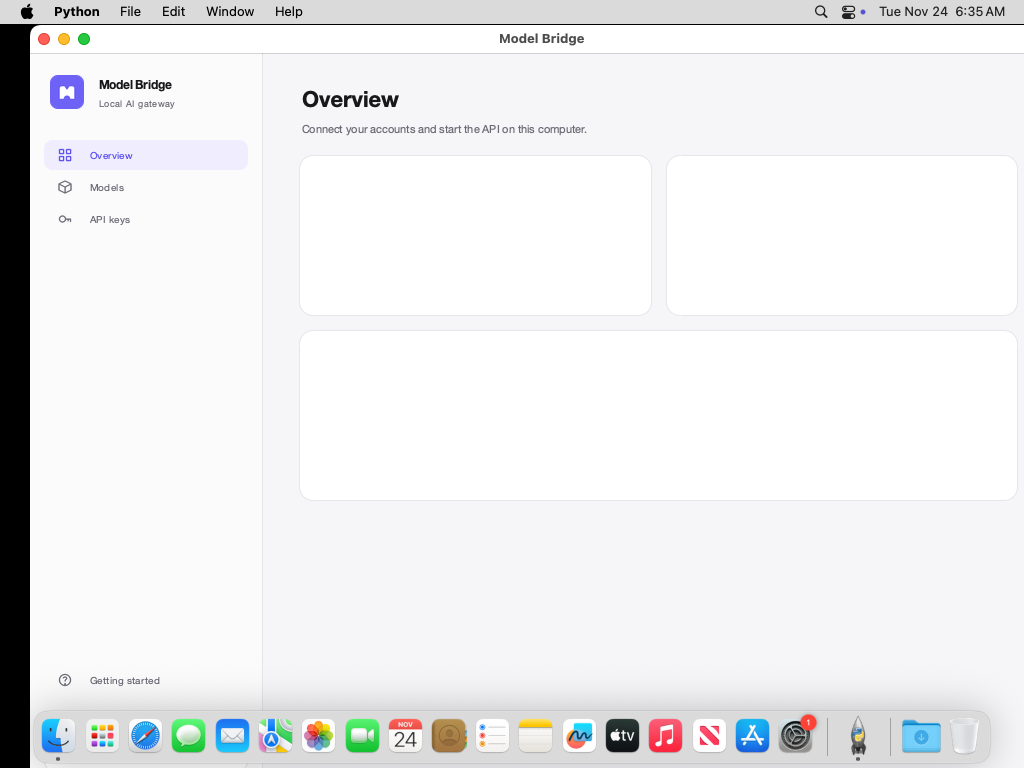 Python File Edit Window Help Tue Nov 24 6:35 AM
Model Bridge
Model Bridge
Local AI gateway
Overview
Models
API keys
Getting started
Overview
Connect your accounts and start the API on this computer.
NOV
24
tv
1